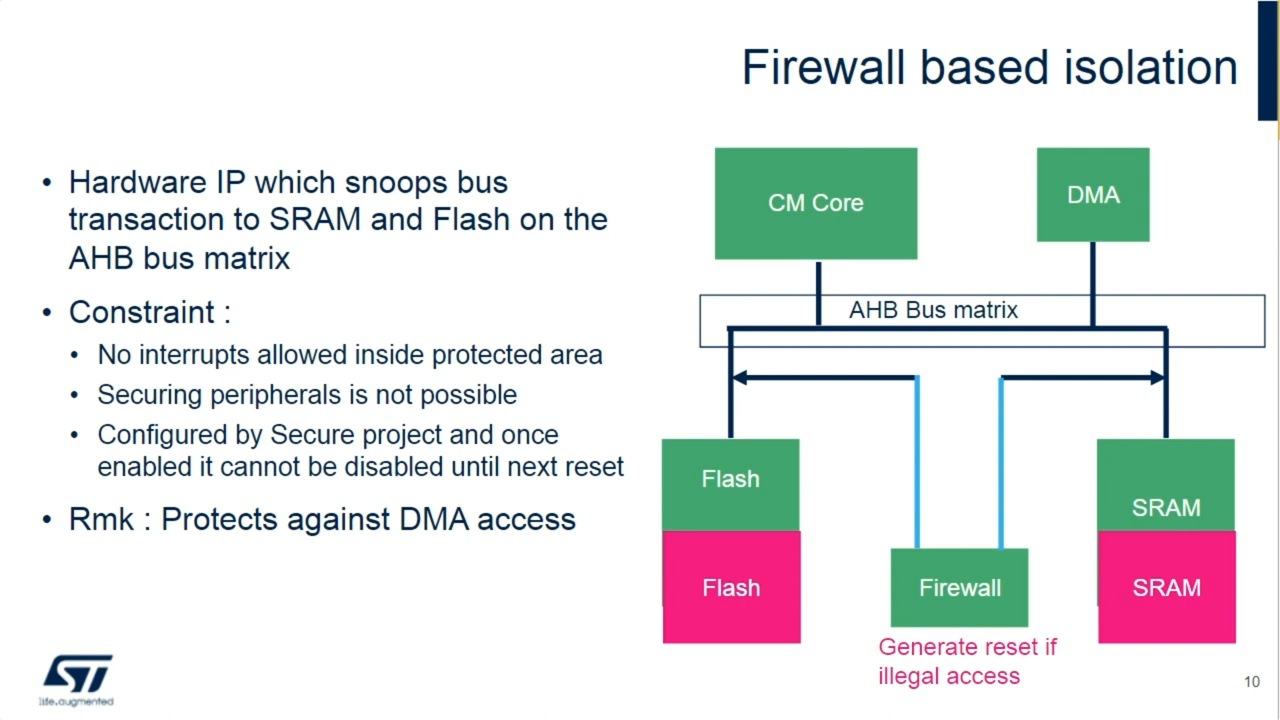 Firewall based isolation
• Hardware IP which snoops bus
transaction to SRAM and Flash on the
AHB bus matrix
• Constraint :
• No interrupts allowed inside protected area
• Securing peripherals is not possible
• Configured by Secure project and once
enabled it cannot be disabled until next reset
• Rmk : Protects against DMA access
CM Core
DMA
AHB Bus matrix
Flash
SRAM
Flash
Firewall
SRAM
Generate reset if
illegal access
ST
life.augmented
10